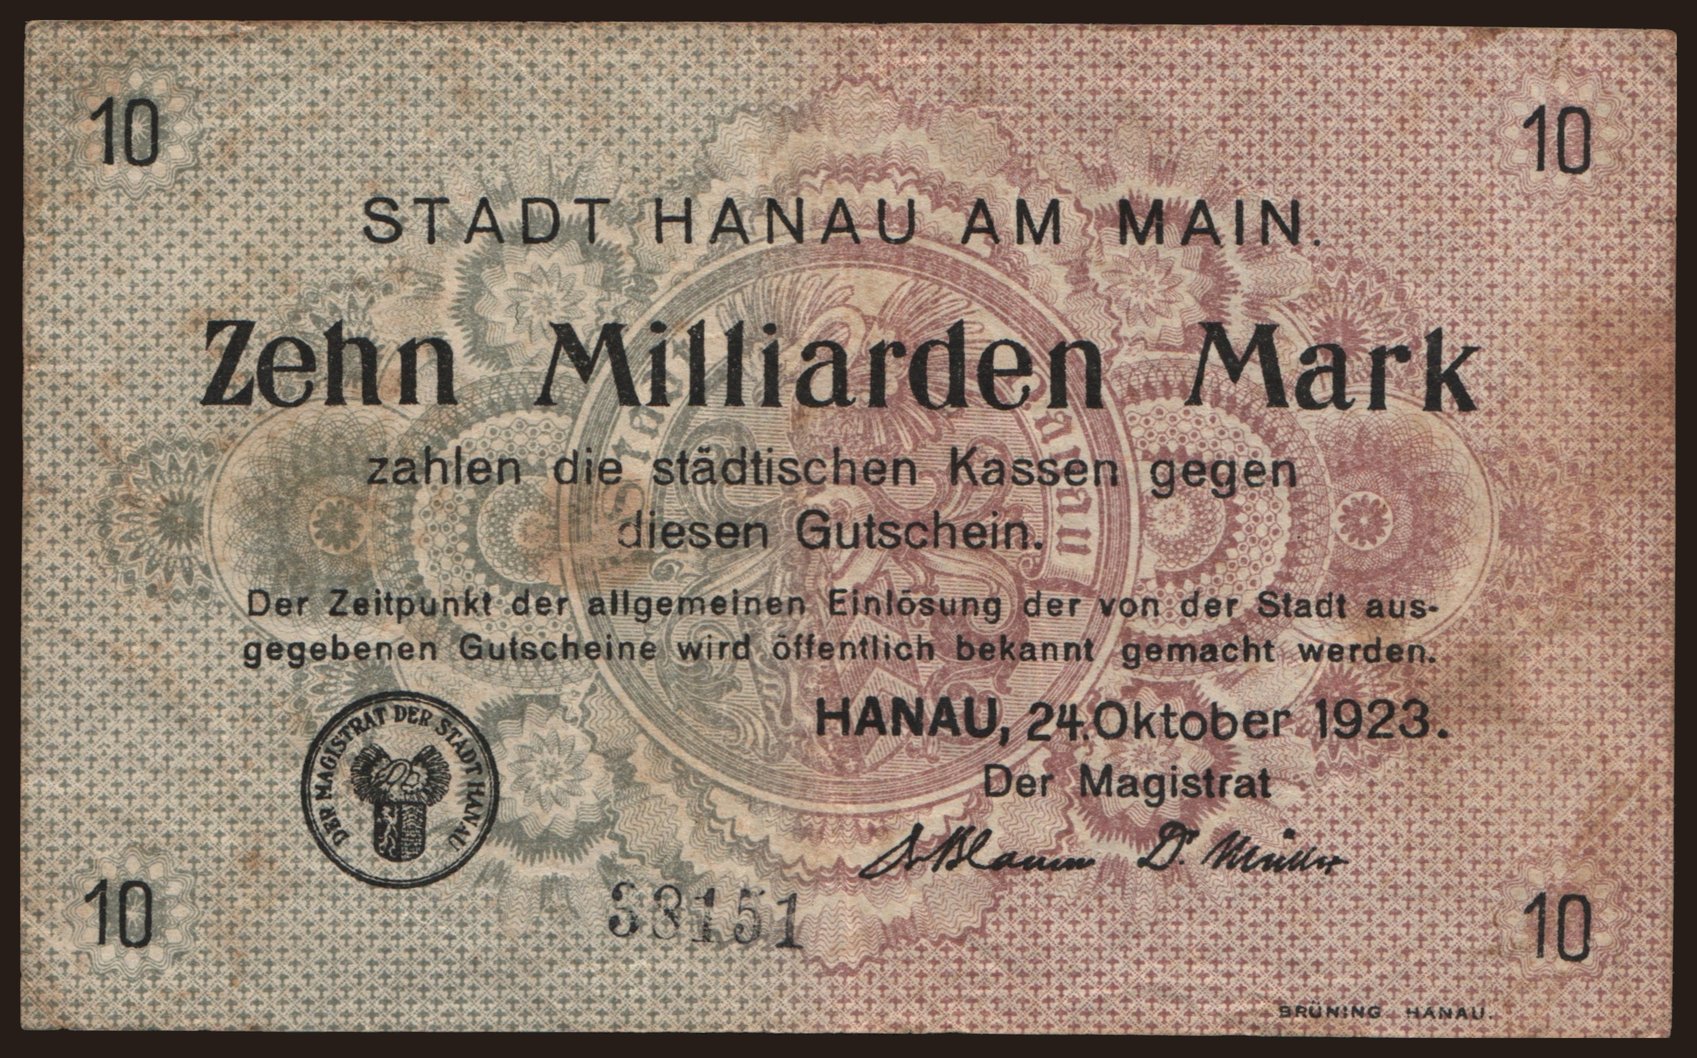 10
10
STADT HANAU AM MAIN.
Zehn Milliarden Mark
zahlen die städtischen Kassen gegen
diesen Gutschein.
Der Zeitpunkt der allgemeinen Einlösung der von der Stadt aus-
gegebenen Gutscheine wird öffentlich bekannt gemacht werden.
HANAU, 24. Oktober 1923.
Der Magistrat
DER MAGISTRAT DER STADT HANAU
Dr. Müller
10
10
BRÜNING HANAU.